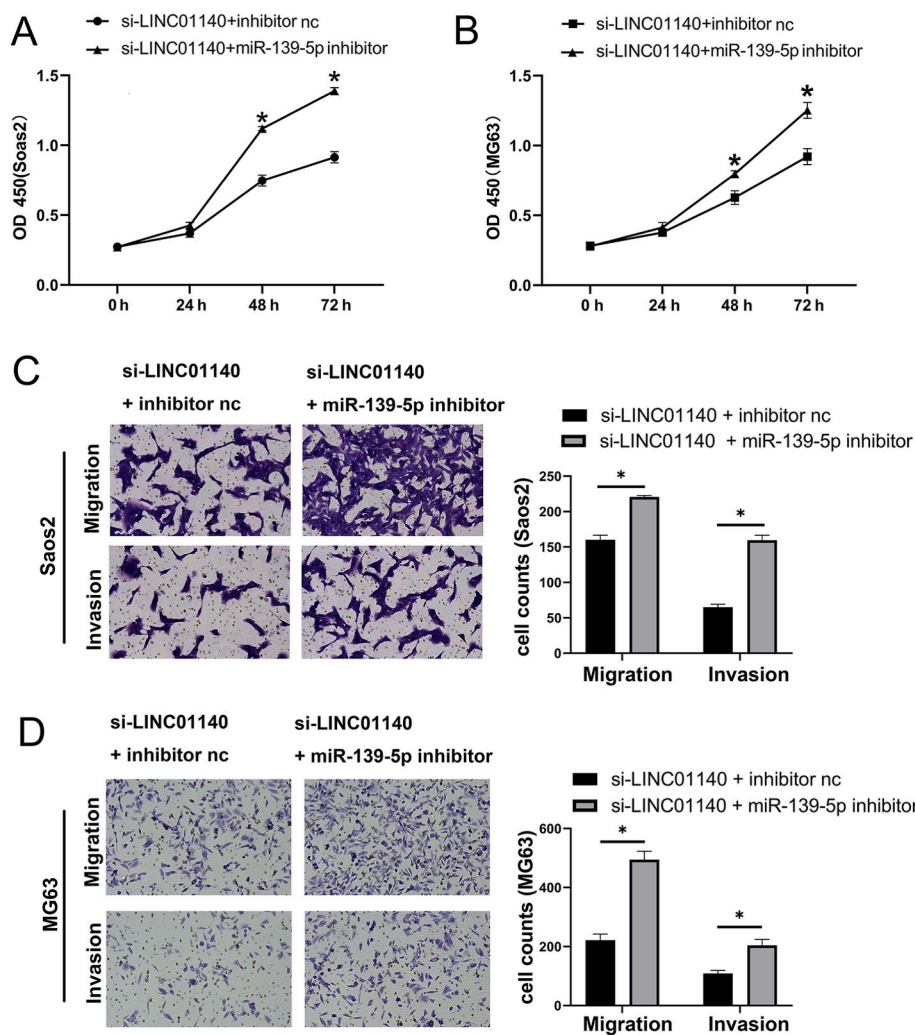 A
si-LINC01140+inhibitor nc
si-LINC01140+miR-139-5p inhibitor
OD 450(Soas2)
1.5
1.0
0.5
0.0
*
*
0 h
24 h
48 h
72 h
B
si-LINC01140+inhibitor nc
si-LINC01140+miR-139-5p inhibitor
OD 450(MG63)
1.5
1.0
0.5
0.0
*
*
0 h
24 h
48 h
72 h
C
si-LINC01140
+ inhibitor nc
si-LINC01140
+ miR-139-5p inhibitor
Saos2
Migration
Invasion
si-LINC01140 + inhibitor nc
si-LINC01140 + miR-139-5p inhibitor
cell counts (Saos2)
250
200
150
100
50
0
*
*
Migration
Invasion
D
si-LINC01140
+ inhibitor nc
si-LINC01140
+ miR-139-5p inhibitor
MG63
Migration
Invasion
si-LINC01140 + inhibitor nc
si-LINC01140 + miR-139-5p inhibitor
cell counts (MG63)
600
400
200
0
*
*
Migration
Invasion